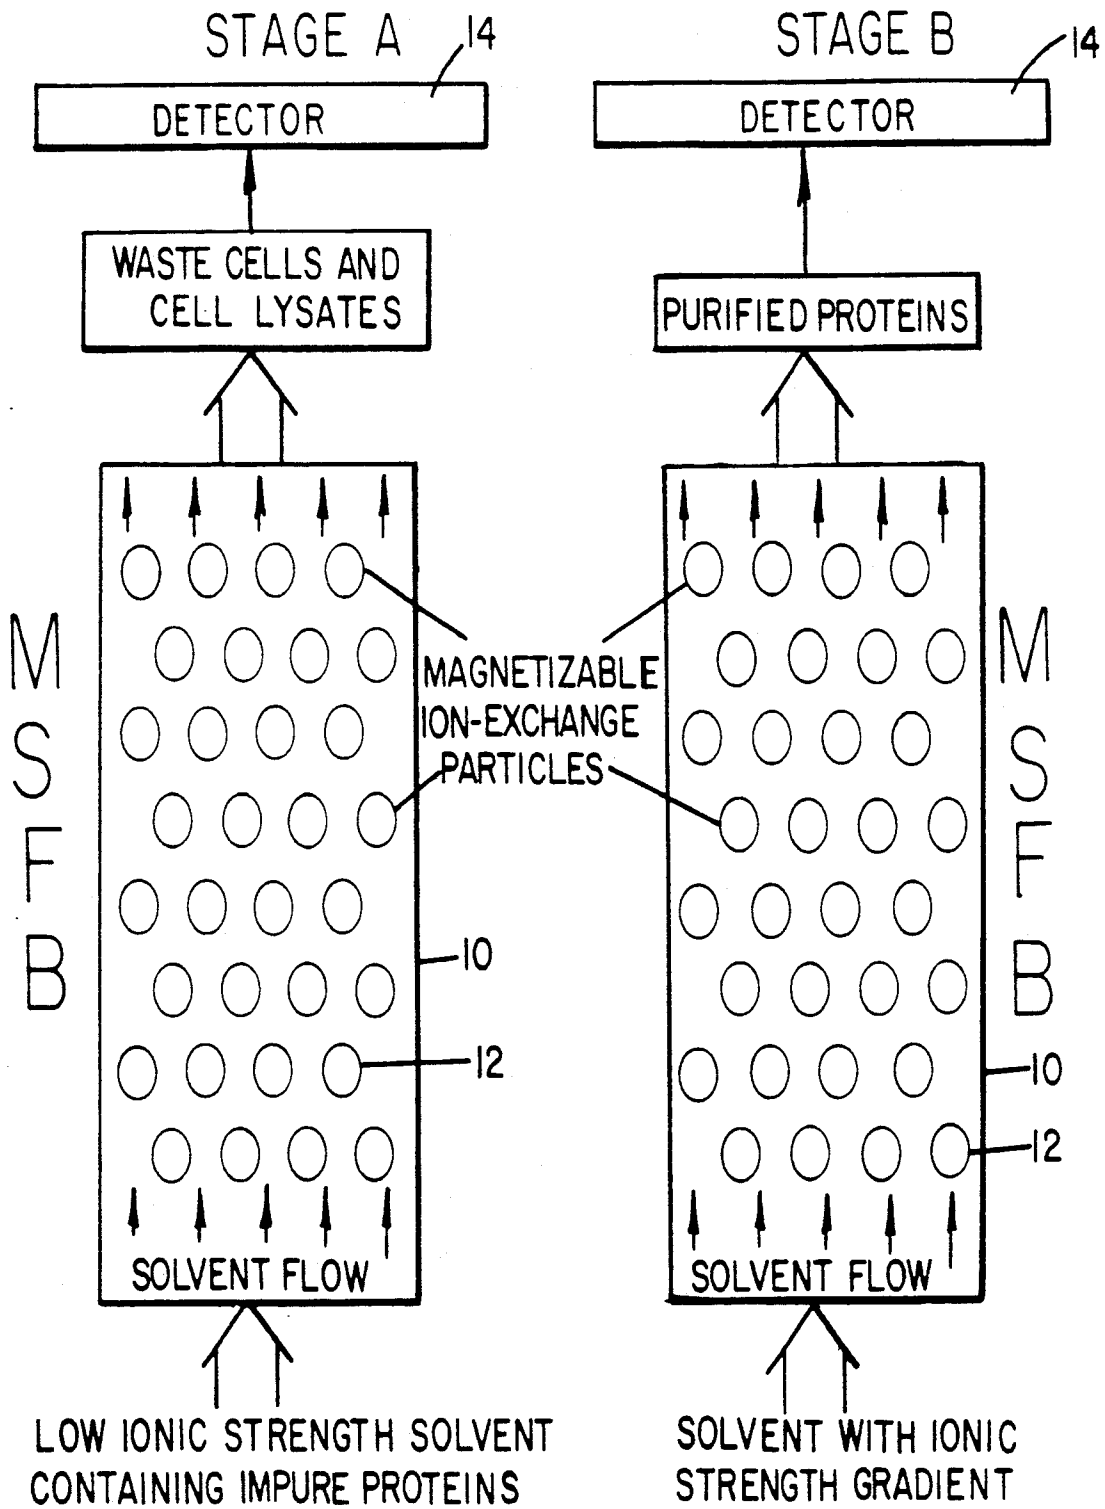 STAGE A
14
DETECTOR
WASTE CELLS AND
CELL LYSATES
STAGE B
14
DETECTOR
PURIFIED PROTEINS
M
S
F
B
MAGNETIZABLE
ION-EXCHANGE
PARTICLES
10
12
SOLVENT FLOW
LOW IONIC STRENGTH SOLVENT
CONTAINING IMPURE PROTEINS
M
S
F
B
10
12
SOLVENT FLOW
SOLVENT WITH IONIC
STRENGTH GRADIENT